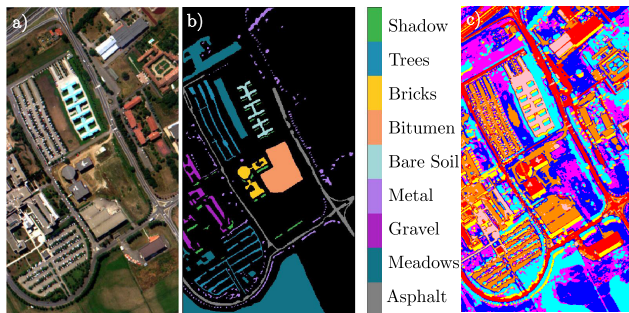 a)
b)
Shadow
Trees
Bricks
Bitumen
Bare Soil
Metal
Gravel
Meadows
Asphalt
c)